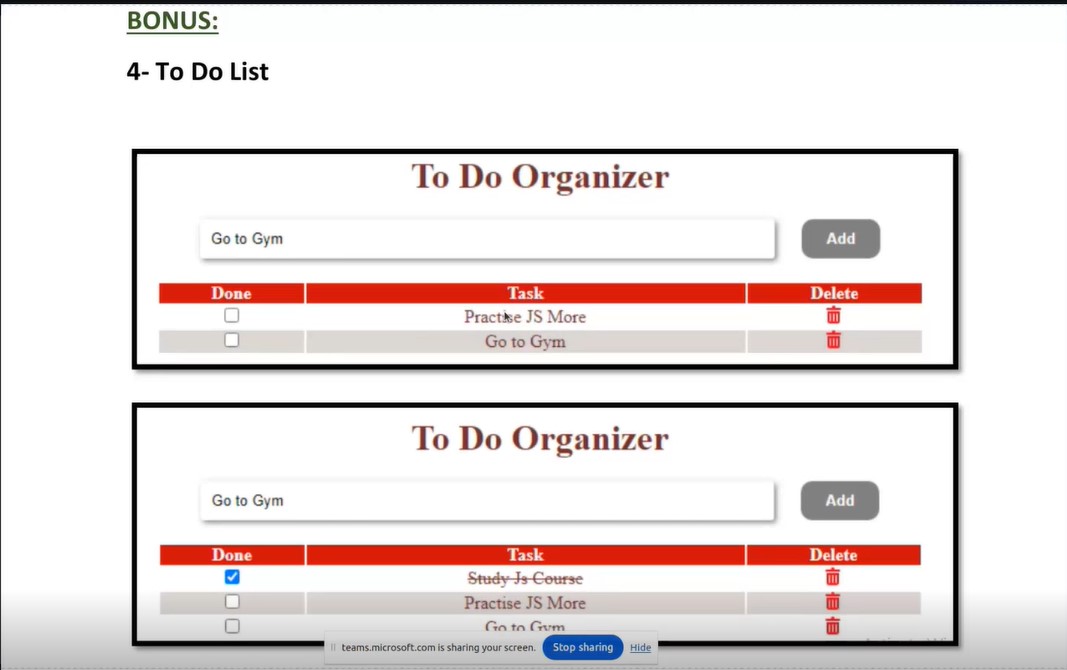 BONUS:
4- To Do List
To Do Organizer
Go to Gym Add
Done Task Delete
Practise JS More
Go to Gym
To Do Organizer
Go to Gym Add
Done Task Delete
Study Js Course
Practise JS More
Go to Gym
teams.microsoft.com is sharing your screen. Stop sharing Hide